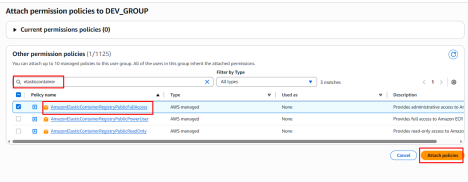 Attach permission policies to DEV_GROUP
Current permissions policies (0)
Other permission policies (1/1125)
You can attach up to 10 managed policies to this user group. All of the users in this group inherit the attached permissions.
Filter by Type
elasticcontainer
All types
3 matches
1
Policy name
Type
Used as
Description
AmazonElasticContainerRegistryPublicFullAccess
AWS managed
None
Provides administrative access to A
AmazonElasticContainerRegistryPublicPowerUser
AWS managed
None
Provides full access to Amazon ECR
AmazonElasticContainerRegistryPublicReadOnly
AWS managed
None
Provides read-only access to Amazo
Cancel
Attach policies